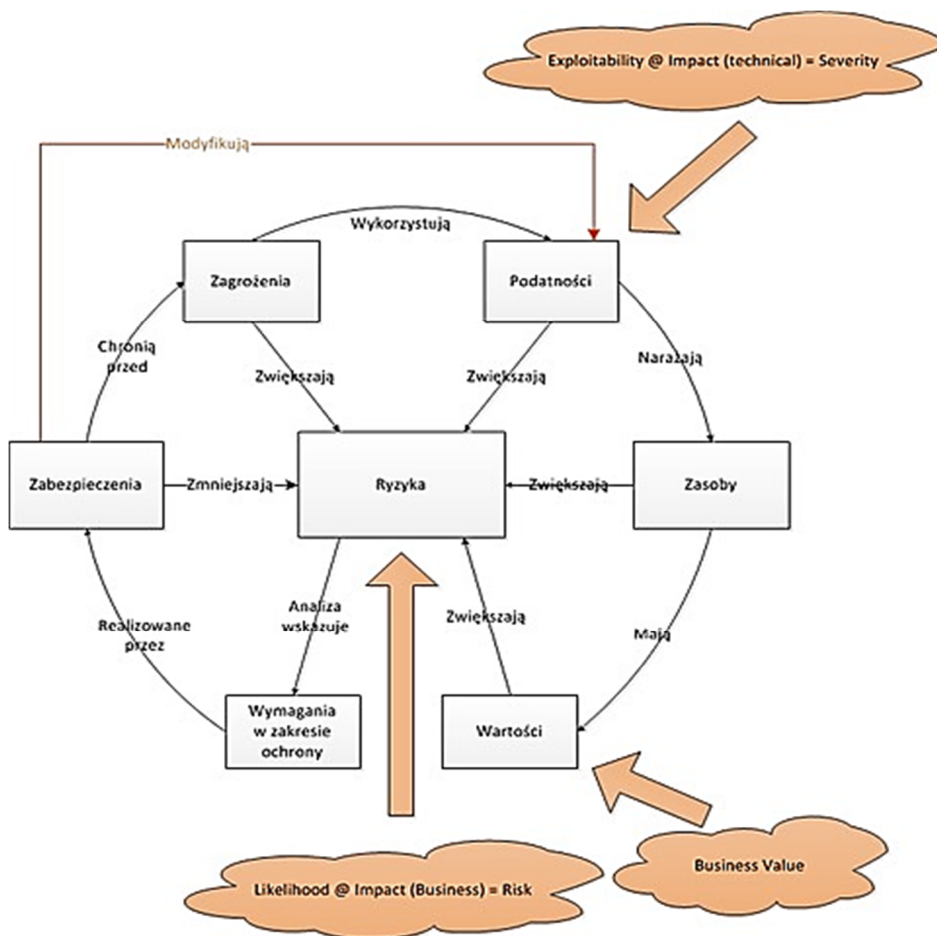 Exploitability @ Impact (technical) = Severity
Modyfikują
Wykorzystują
Zagrożenia
Podatności
Chronią
przed
Zwiększają
Zwiększają
Narażają
Zabezpieczenia
Zmniejszają
Ryzyka
Zwiększają
Zasoby
Analiza
wskazuje
Zwiększają
Realizowane
przez
Mają
Wymagania
w zakresie
ochrony
Wartości
Business Value
Likelihood @ Impact (Business) = Risk